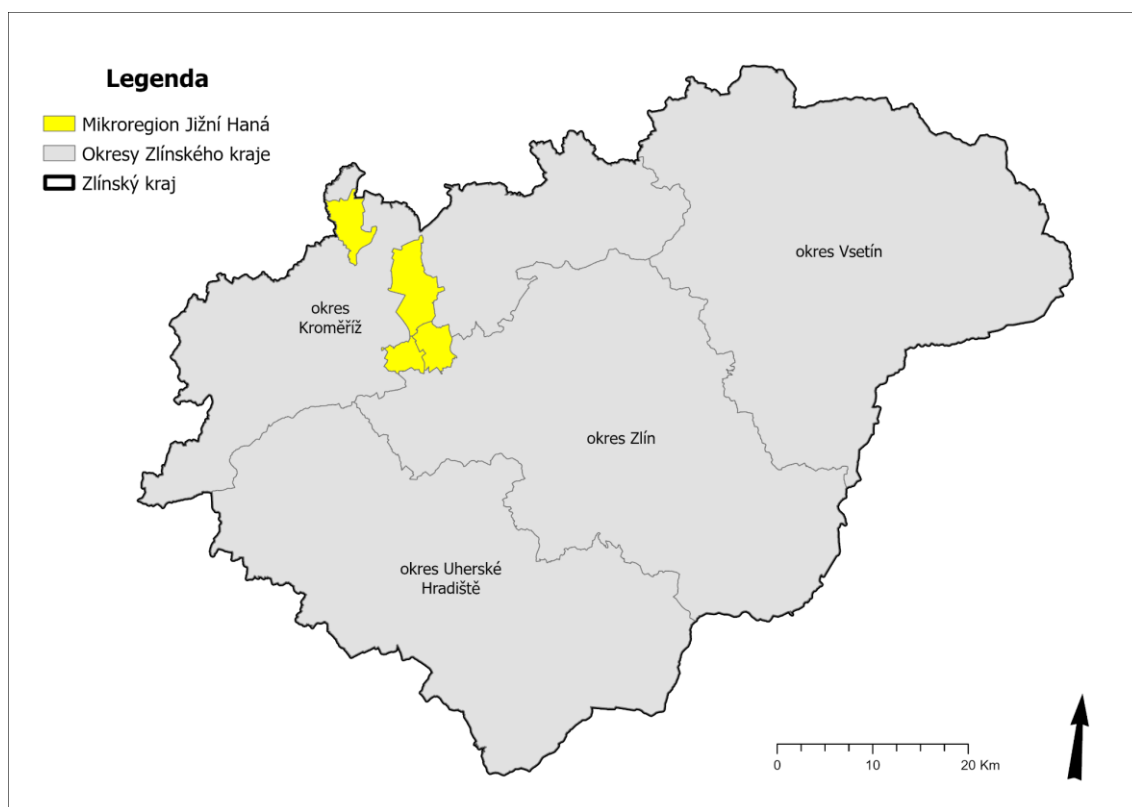 Legenda
Mikroregion Jižní Haná
Okresy Zlínského kraje
Zlínský kraj
okres Vsetín
okres
Kroměříž
okres Zlín
okres Uherské
Hradiště
0 10 20 Km